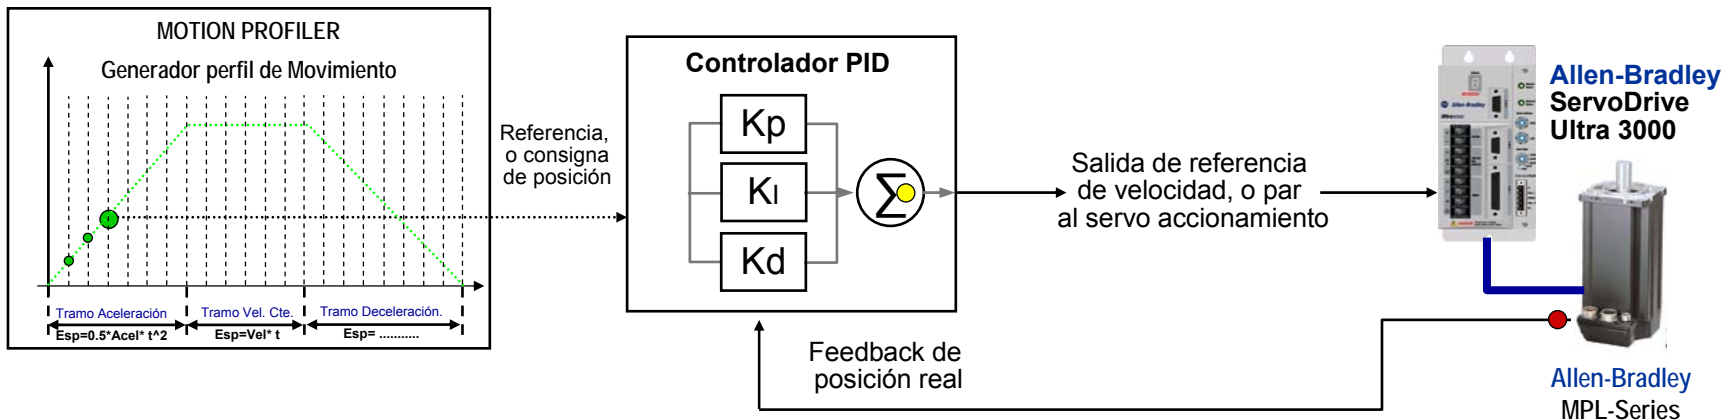 MOTION PROFILER
Generador perfil de Movimiento
Tramo Aceleración
Tramo Vel. Cte.
Tramo Deceleración.
Esp=0.5*Acel* t^2
Esp=Vel* t
Esp= ...........
Referencia,
o consigna
de posición
Controlador PID
Kp
KI
Kd
Σ
Salida de referencia
de velocidad, o par
al servo accionamiento
Feedback de
posición real
Allen-Bradley
Allen-Bradley
ServoDrive
Ultra 3000
Allen-Bradley
MPL-Series